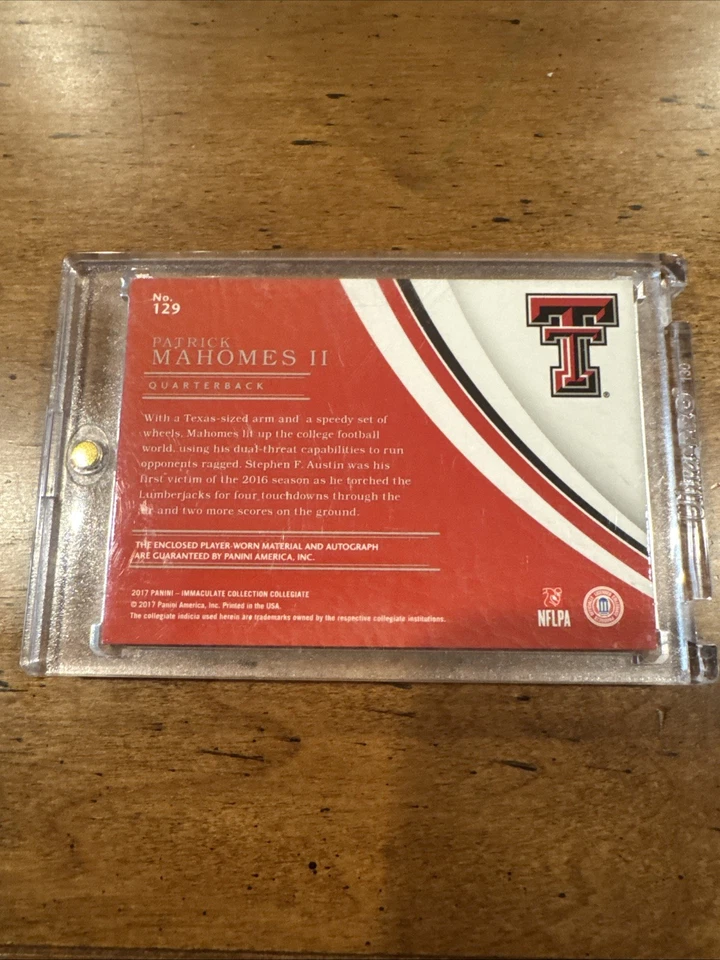 No.
129
PATRICK
MAHOMES II
QUARTERBACK
With a Texas-sized arm and a speedy set of
wheels, Mahomes lit up the college football
world, using his dual-threat capabilities to run
opponents ragged. Stephen F. Austin was his
first victim of the 2016 season as he torched the
Lumberjacks for four touchdowns through the
air and two more scores on the ground.
THE ENCLOSED PLAYER-WORN MATERIAL AND AUTOGRAPH
ARE GUARANTEED BY PANINI AMERICA, INC.
2017 PANINI – IMMACULATE COLLECTION COLLEGIATE
© 2017 Panini America, Inc. Printed in the USA.
The collegiate indicia used herein are trademarks owned by the respective collegiate institutions.
TT
®
NFLPA